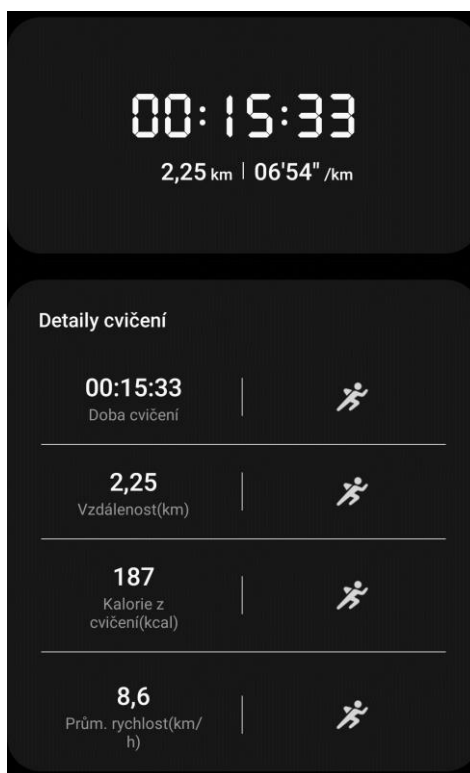 00:15:33
2,25 km | 06'54" /km
Detaily cvičení
00:15:33
Doba cvičení
2,25
Vzdálenost(km)
187
Kalorie z
cvičení(kcal)
8,6
Prům. rychlost(km/
h)